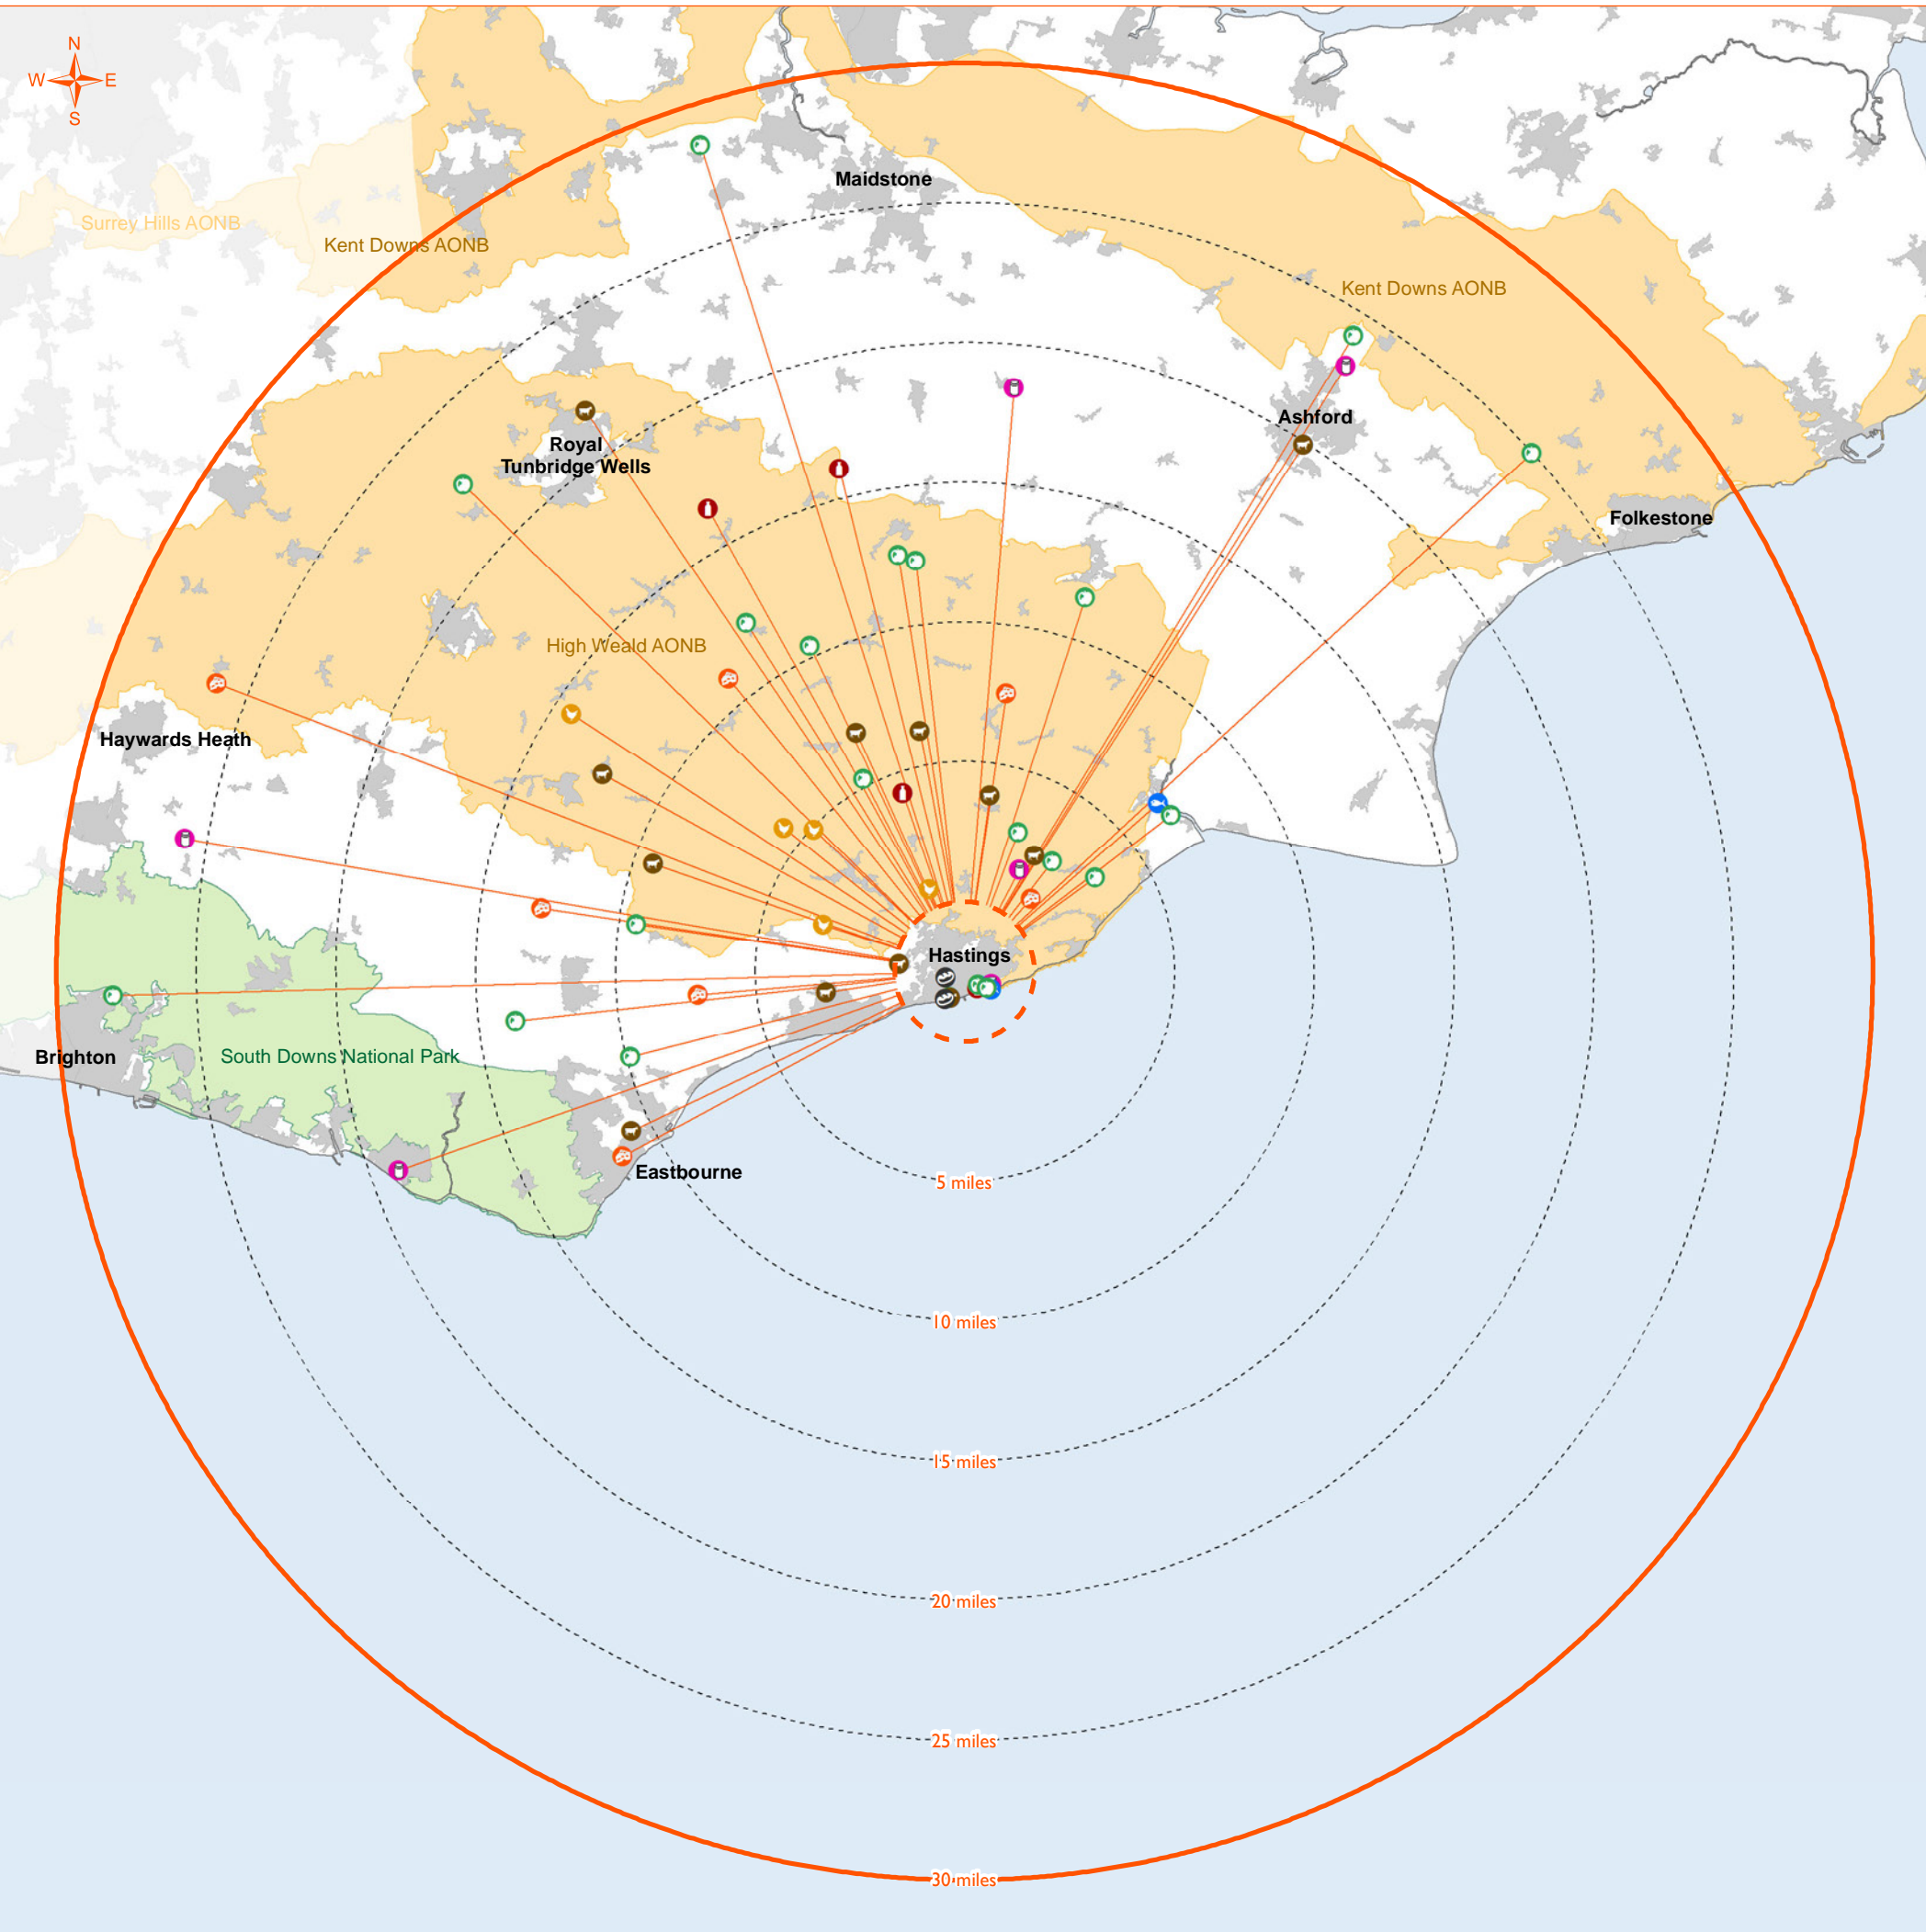 N
W E
S
Maidstone
Surrey Hills AONB
Kent Downs AONB
Kent Downs AONB
Ashford
Royal
Tunbridge Wells
Folkestone
High Weald AONB
Haywards Heath
Hastings
Brighton
South Downs National Park
Eastbourne
5 miles
10 miles
15 miles
20 miles
25 miles
30 miles